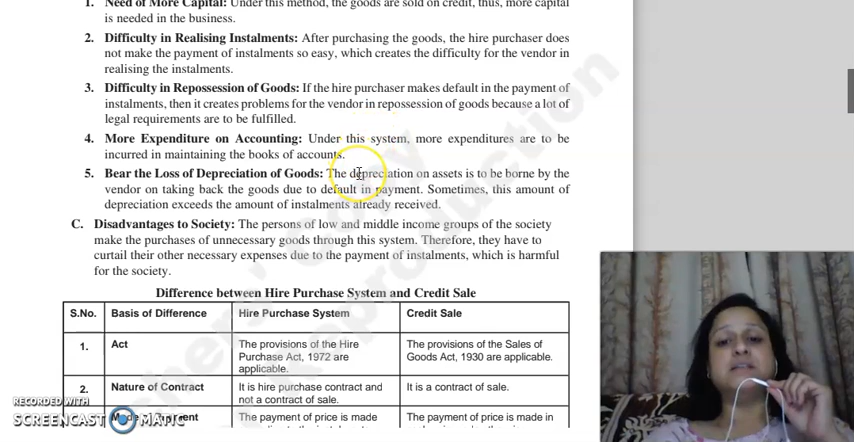 1. Need of More Capital: Under this method, the goods are sold on credit, thus, more capital
is needed in the business.
2. Difficulty in Realising Instalments: After purchasing the goods, the hire purchaser does
not make the payment of instalments so easy, which creates the difficulty for the vendor in
realising the instalments.
3. Difficulty in Repossession of Goods: If the hire purchaser makes default in the payment of
instalments, then it creates problems for the vendor in repossession of goods because a lot of
legal requirements are to be fulfilled.
4. More Expenditure on Accounting: Under this system, more expenditures are to be
incurred in maintaining the books of accounts.
5. Bear the Loss of Depreciation of Goods: The depreciation on assets is to be borne by the
vendor on taking back the goods due to default in payment. Sometimes, this amount of
depreciation exceeds the amount of instalments already received.
C. Disadvantages to Society: The persons of low and middle income groups of the society
make the purchases of unnecessary goods through this system. Therefore, they have to
curtail their other necessary expenses due to the payment of instalments, which is harmful
for the society.
Difference between Hire Purchase System and Credit Sale
S.No. Basis of Difference Hire Purchase System Credit Sale
1. Act The provisions of the Hire The provisions of the Sales of
Purchase Act, 1972 are Goods Act, 1930 are applicable.
applicable.
2. Nature of Contract It is hire purchase contract and It is a contract of sale.
not a contract of sale.
The payment of price is made The payment of price is made in
RECORDED WITH
SCREENCAST MATIC